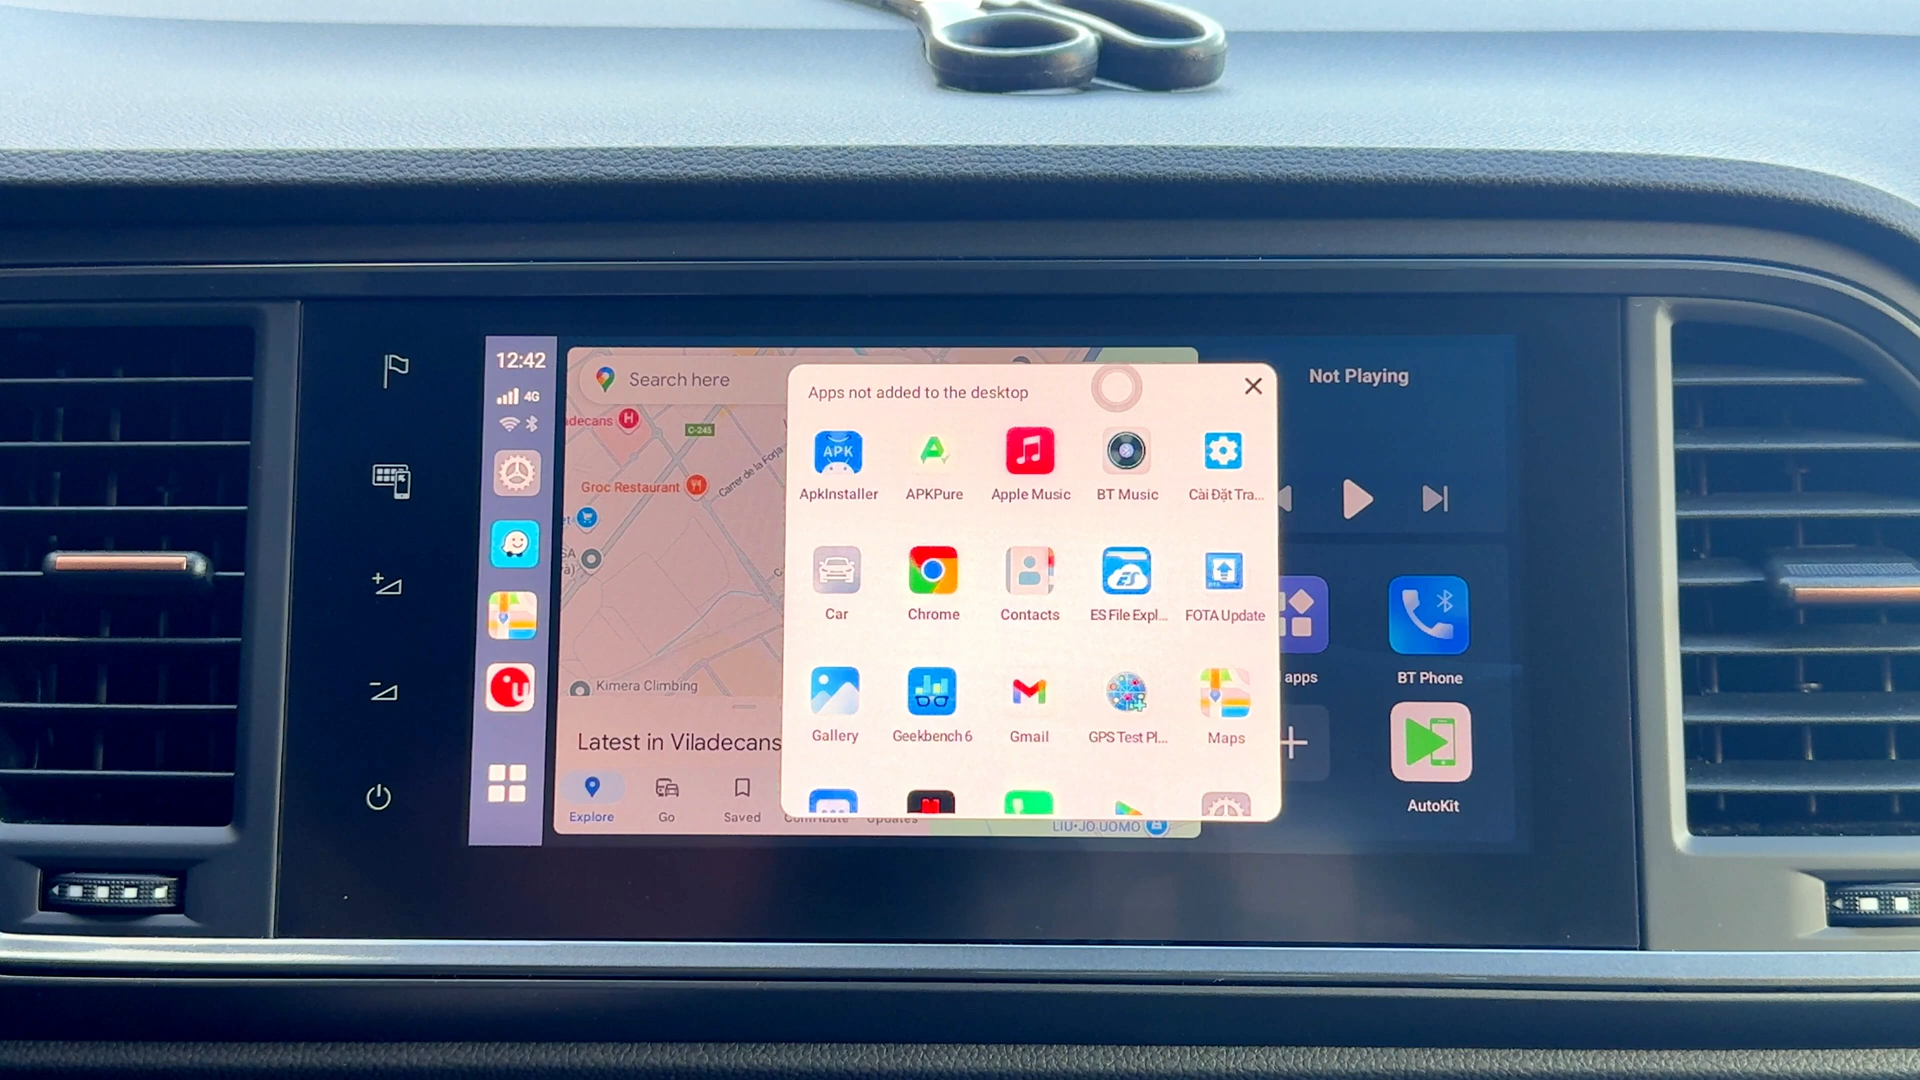 12:42
4G
Search here
decans
H
C-245
Carrer de la Forja
Groc Restaurant
Kimera Climbing
Latest in Viladecans
Explore
Go
Saved
Contribute
Updates
LIU·JO UOMO
Apps not added to the desktop
APK
ApkInstaller
APKPure
Apple Music
BT Music
Cài Đặt Tra...
Car
Chrome
Contacts
ES
ES File Expl...
FOTA Update
Gallery
Geekbench 6
Gmail
GPS Test Pl...
Maps
Not Playing
apps
BT Phone
AutoKit
u